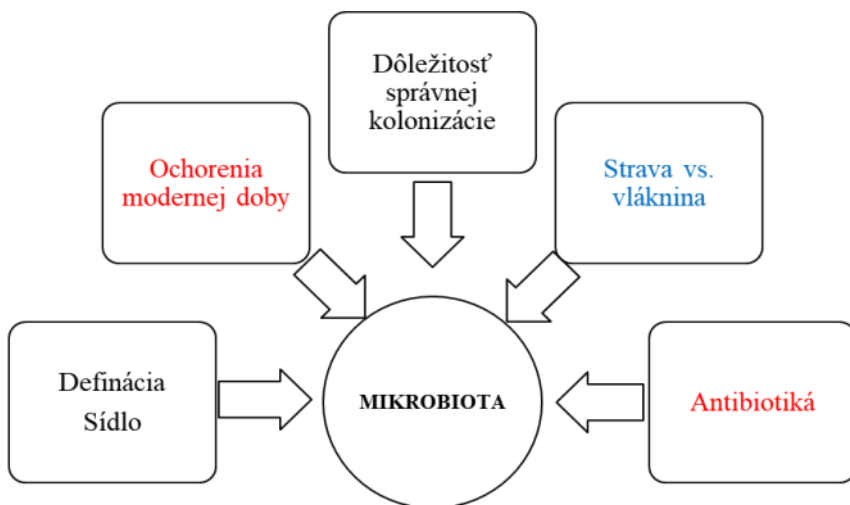 Dôležitosť
správnej
kolonizácie
Ochorenia
modernej doby
Strava vs.
vláknina
Definácia
Sídlo
MIKROBIOTA
Antibiotiká